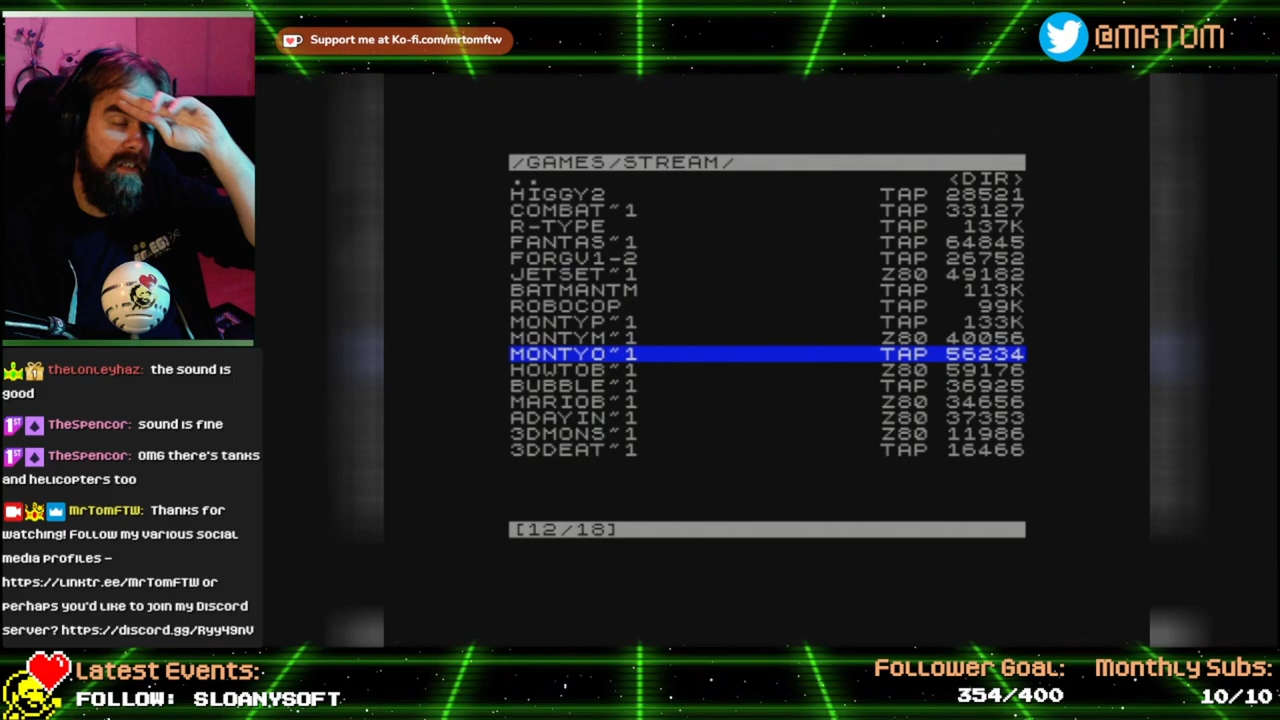 Support me at Ko-fi.com/mrtomftw
@MRTOM
/GAMES/STREAM/
.. <DIR>
HIGGY2 TAP 28521
COMBAT~1 TAP 33127
R-TYPE TAP 137K
FANTAS~1 TAP 64845
FORGV1-2 TAP 26752
JETSET~1 Z80 49182
BATMANTM TAP 113K
ROBOCOP TAP 99K
MONTYP~1 TAP 133K
MONTYM~1 Z80 40056
MONTYO~1 TAP 56234
HOWTOB~1 Z80 59176
BUBBLE~1 TAP 36925
MARIOB~1 Z80 34656
ADAYIN~1 Z80 37353
3DMONS~1 Z80 11986
3DDEAT~1 TAP 16466
[12/18]
1
thelonleyhaz: the sound is
good
1ST TheSpencor: sound is fine
1ST TheSpencor: OMG there's tanks
and helicopters too
MrTomFTW: Thanks for
watching! Follow my various social
media profiles -
https://linktr.ee/MrTomFTW or
perhaps you'd like to join my Discord
server? https://discord.gg/Ryy49nV
Latest Events:
FOLLOW: SLOANYSOFT
Follower Goal:
354/400
Monthly Subs:
10/10